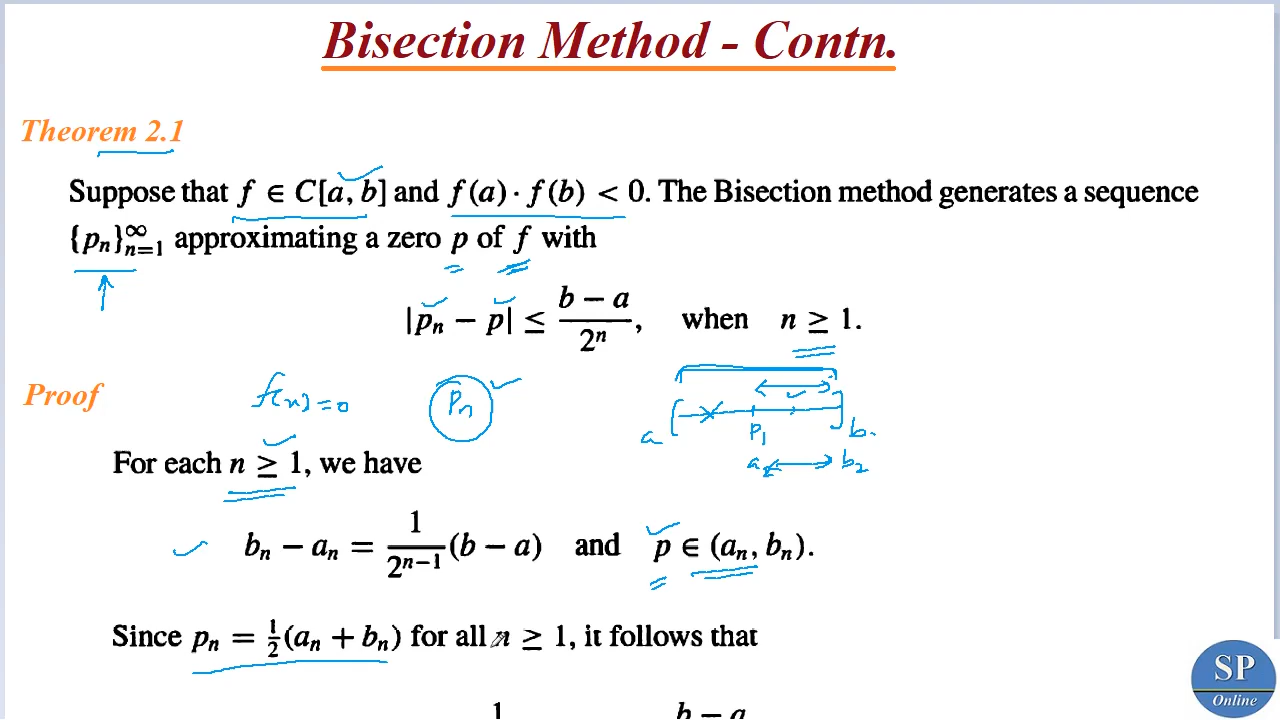 Bisection Method - Contn.
Theorem 2.1
Suppose that f ∈ C[a, b] and f(a) · f(b) < 0. The Bisection method generates a sequence
{pₙ}ₙ₌₁^∞ approximating a zero p of f with
|pₙ − p| ≤ (b − a)/2ⁿ, when n ≥ 1.
Proof
f(x)=0
Pₙ
a P₁ b
a₂ b₂
For each n ≥ 1, we have
bₙ − aₙ = 1/2ⁿ⁻¹ (b − a) and p ∈ (aₙ, bₙ).
Since pₙ = ½(aₙ + bₙ) for all n ≥ 1, it follows that
1 b − a
SP
Online